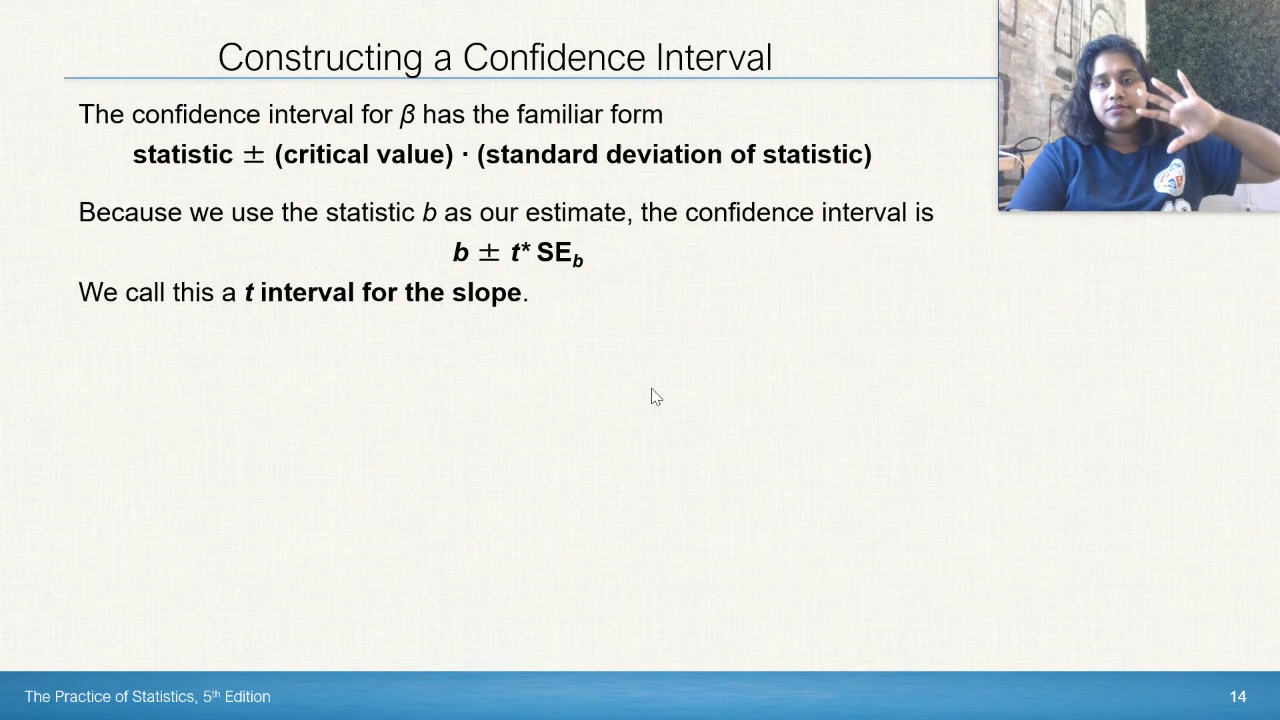 Constructing a Confidence Interval
The confidence interval for β has the familiar form
statistic ± (critical value) · (standard deviation of statistic)
Because we use the statistic b as our estimate, the confidence interval is
b ± t* SE_b
We call this a t interval for the slope.
The Practice of Statistics, 5th Edition
14